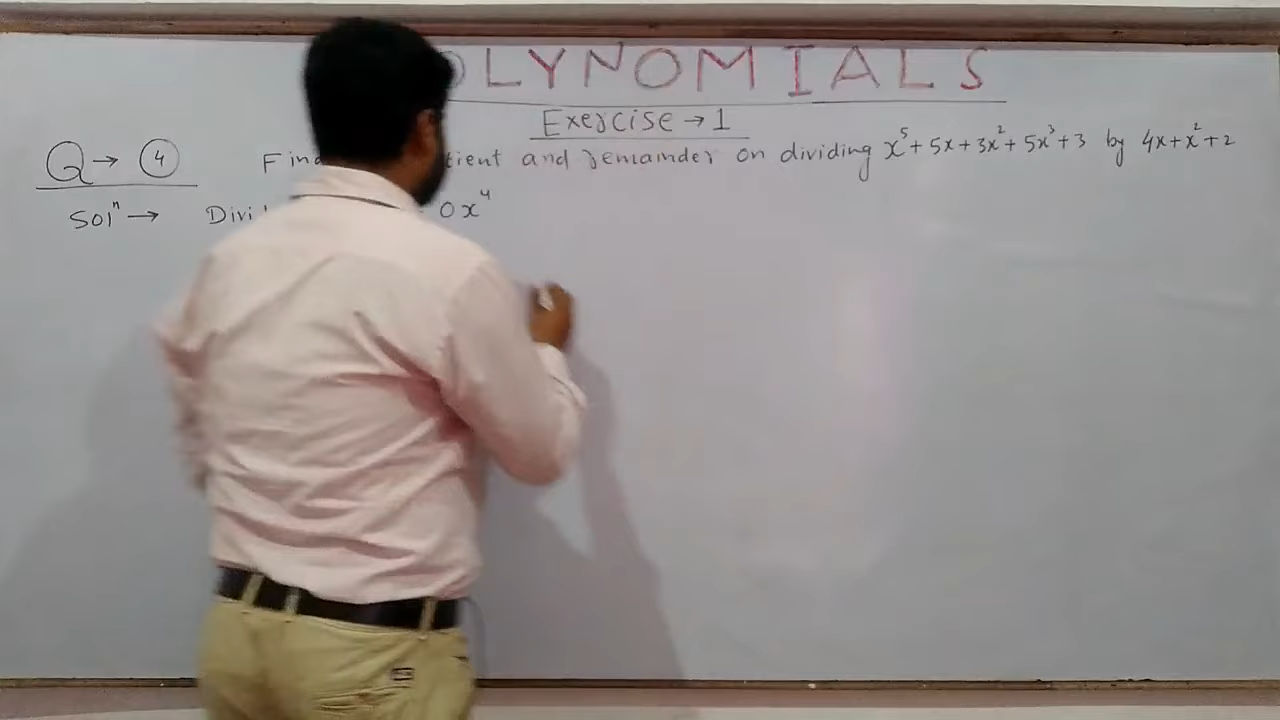 OLYNOMIALS
Exercise → 1
Q → 4 Find tient and remainder on dividing x⁵ + 5x + 3x² + 5x³ + 3 by 4x + x² + 2
Solⁿ → Divi 0x⁴